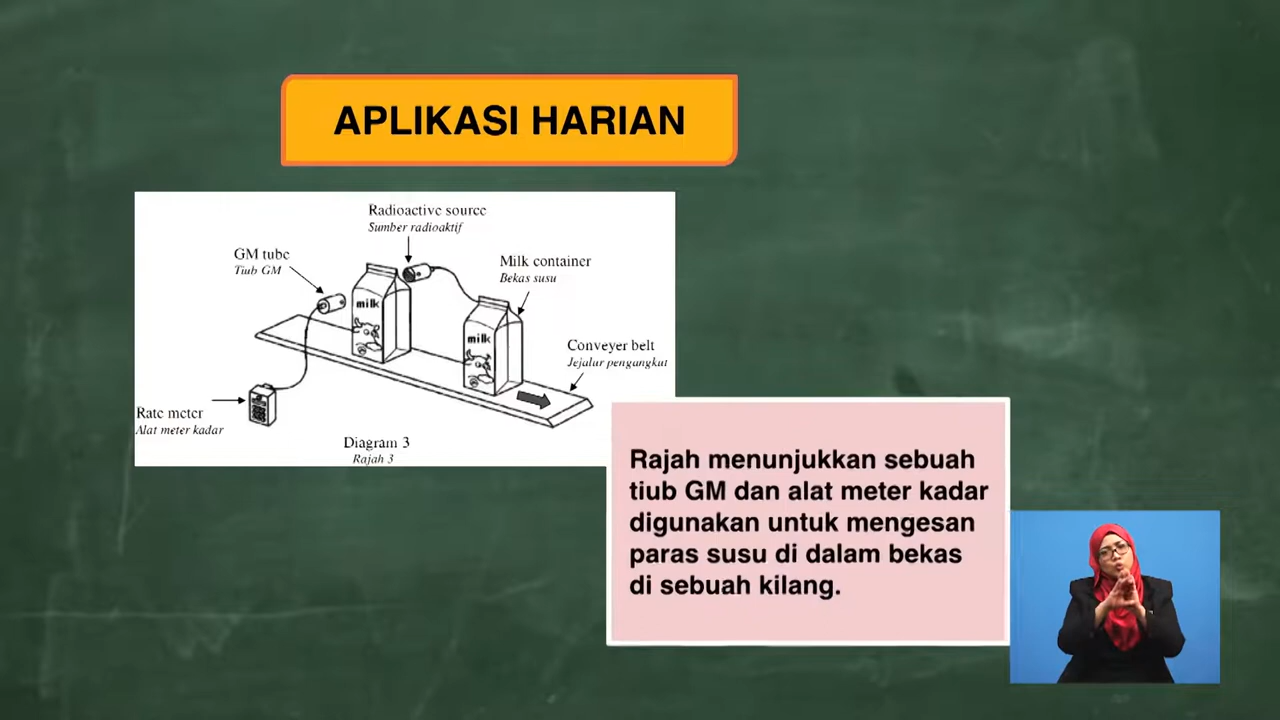 APLIKASI HARIAN
Radioactive source
Sumber radioaktif
GM tube
Tiub GM
Milk container
Bekas susu
milk
milk
Conveyer belt
Jejalur pengangkut
Rate meter
Alat meter kadar
Diagram 3
Rajah 3
Rajah menunjukkan sebuah
tiub GM dan alat meter kadar
digunakan untuk mengesan
paras susu di dalam bekas
di sebuah kilang.